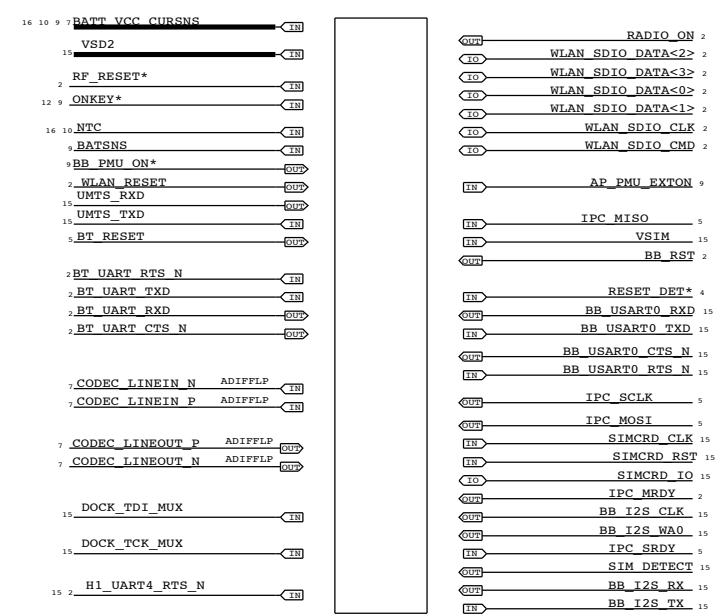 16 10 9 7 BATT_VCC_CURSNS IN
15 VSD2 IN
2 RF_RESET* IN
12 9 ONKEY* IN
16 10 NTC IN
9 BATSNS IN
9 BB_PMU_ON* OUT
2 WLAN_RESET OUT
15 UMTS_RXD OUT
15 UMTS_TXD IN
5 BT_RESET OUT
2 BT_UART_RTS_N IN
2 BT_UART_TXD IN
2 BT_UART_RXD OUT
2 BT_UART_CTS_N OUT
7 CODEC_LINEIN_N ADIFFLP IN
7 CODEC_LINEIN_P ADIFFLP IN
7 CODEC_LINEOUT_P ADIFFLP OUT
7 CODEC_LINEOUT_N ADIFFLP OUT
15 DOCK_TDI_MUX IN
15 DOCK_TCK_MUX IN
15 2 H1_UART4_RTS_N IN
OUT RADIO_ON 2
IO WLAN_SDIO_DATA<2> 2
IO WLAN_SDIO_DATA<3> 2
IO WLAN_SDIO_DATA<0> 2
IO WLAN_SDIO_DATA<1> 2
IO WLAN_SDIO_CLK 2
IO WLAN_SDIO_CMD 2
IN AP_PMU_EXTON 9
IN IPC_MISO 5
IN VSIM 15
OUT BB_RST 2
IN RESET_DET* 4
OUT BB_USART0_RXD 15
IN BB_USART0_TXD 15
OUT BB_USART0_CTS_N 15
IN BB_USART0_RTS_N 15
OUT IPC_SCLK 5
OUT IPC_MOSI 5
IN SIMCRD_CLK 15
IN SIMCRD_RST 15
IO SIMCRD_IO 15
OUT IPC_MRDY 2
OUT BB_I2S_CLK 15
OUT BB_I2S_WA0 15
IN IPC_SRDY 5
OUT SIM_DETECT 15
OUT BB_I2S_RX 15
IN BB_I2S_TX 15